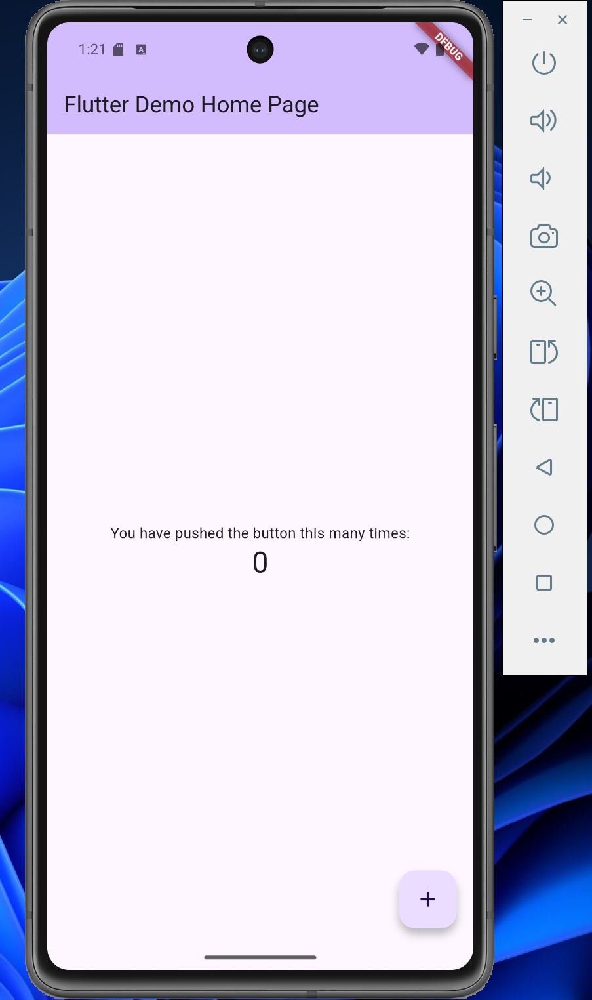 1:21
DEBUG
Flutter Demo Home Page
You have pushed the button this many times:
0